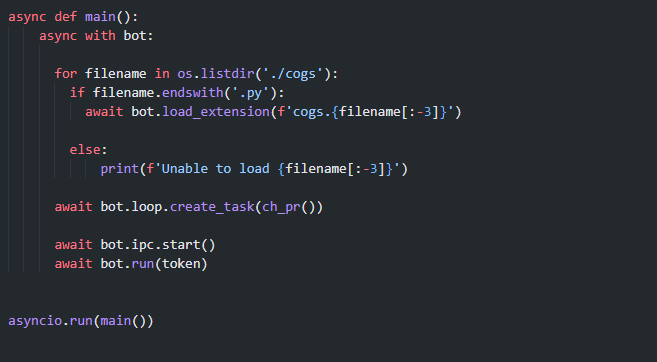 async def main():
    async with bot:

      for filename in os.listdir('./cogs'):
        if filename.endswith('.py'):
          await bot.load_extension(f'cogs.{filename[:-3]}')

        else:
            print(f'Unable to load {filename[:-3]}')

      await bot.loop.create_task(ch_pr())

      await bot.ipc.start()
      await bot.run(token)


asyncio.run(main())